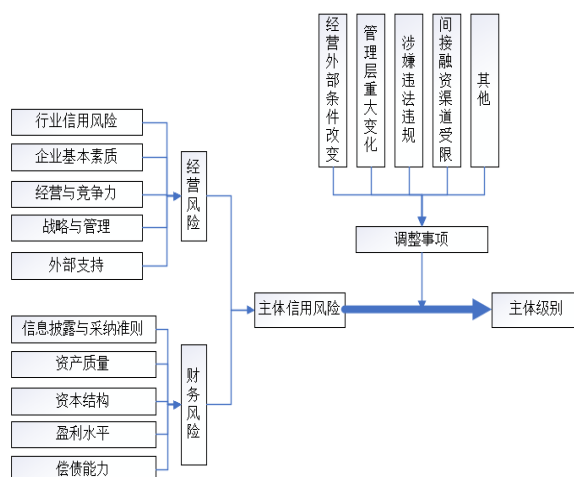 经营外部条件改变
管理层重大变化
涉嫌违法违规
间接融资渠道受限
其他
行业信用风险
企业基本素质
经营与竞争力
战略与管理
外部支持
经营风险
调整事项
信息披露与采纳准则
资产质量
资本结构
盈利水平
偿债能力
财务风险
主体信用风险
主体级别